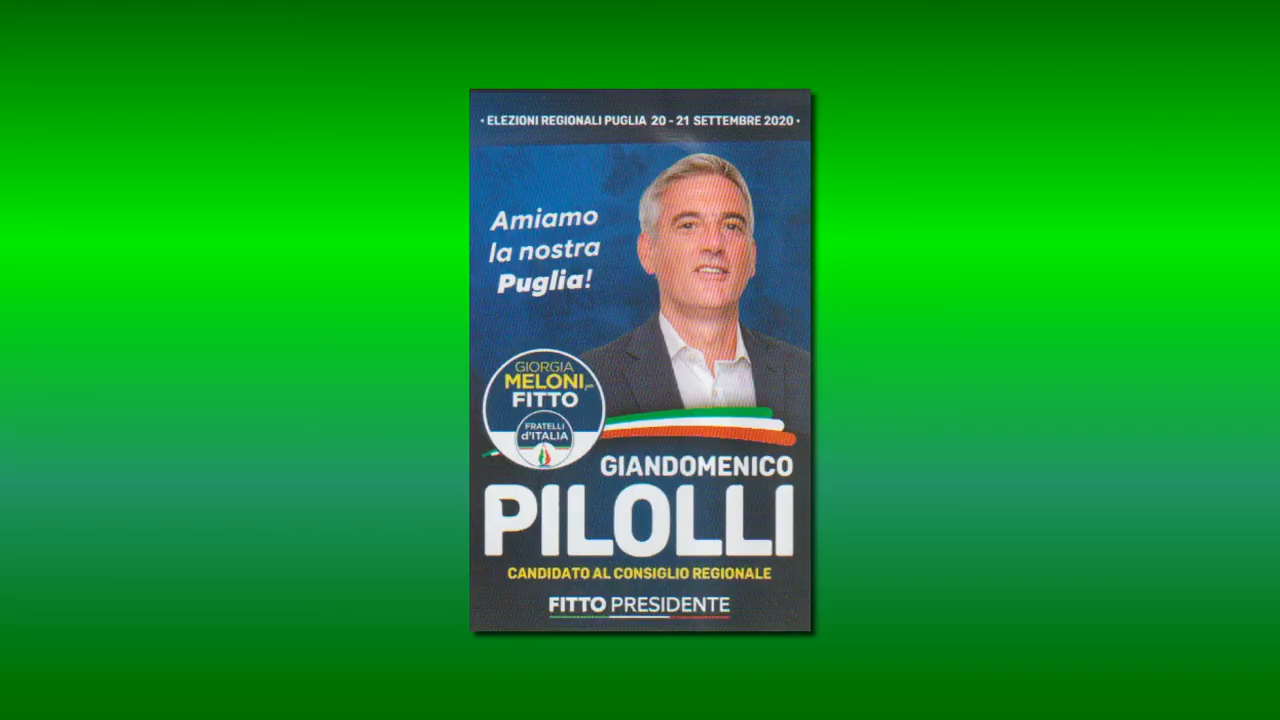 • ELEZIONI REGIONALI PUGLIA 20 - 21 SETTEMBRE 2020 •
Amiamo
la nostra
Puglia!
GIORGIA
MELONI per
FITTO
FRATELLI
d'ITALIA
GIANDOMENICO
PILOLLI
CANDIDATO AL CONSIGLIO REGIONALE
FITTO PRESIDENTE